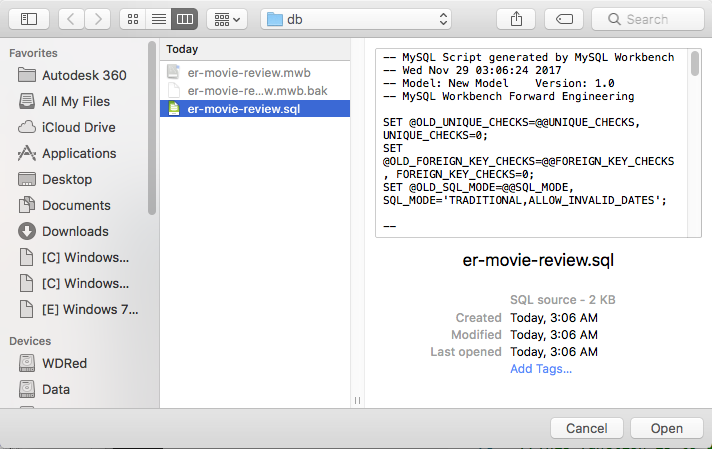 db
Search
Favorites
Autodesk 360
All My Files
iCloud Drive
Applications
Desktop
Documents
Downloads
[C] Windows...
[C] Windows...
[E] Windows 7...
Devices
WDRed
Data
Today
er-movie-review.mwb
er-movie-re...w.mwb.bak
er-movie-review.sql
-- MySQL Script generated by MySQL Workbench
-- Wed Nov 29 03:06:24 2017
-- Model: New Model    Version: 1.0
-- MySQL Workbench Forward Engineering
SET @OLD_UNIQUE_CHECKS=@@UNIQUE_CHECKS,
UNIQUE_CHECKS=0;
SET
@OLD_FOREIGN_KEY_CHECKS=@@FOREIGN_KEY_CHECKS
, FOREIGN_KEY_CHECKS=0;
SET @OLD_SQL_MODE=@@SQL_MODE,
SQL_MODE='TRADITIONAL,ALLOW_INVALID_DATES';
--
er-movie-review.sql
SQL source - 2 KB
Created Today, 3:06 AM
Modified Today, 3:06 AM
Last opened Today, 3:06 AM
Add Tags...
Cancel
Open